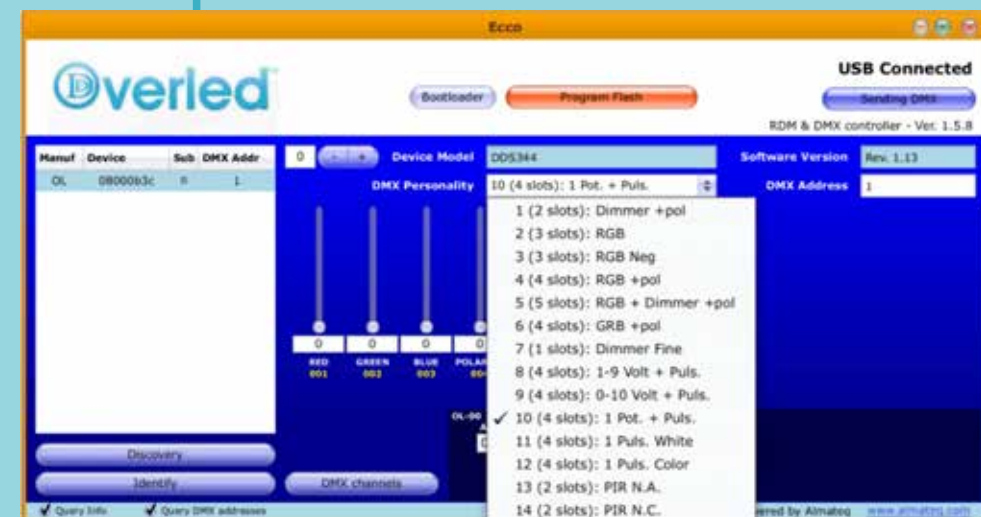 Ecco
Overled
Bootloader
Program Flash
USB Connected
Sending DMX
RDM & DMX controller - Ver. 1.5.8
Manuf Device Sub DMX Addr
OL 0B000b3c 1
0 - +
Device Model DDS344
Software Version Rev. 1.13
DMX Personality 10 (4 slots): 1 Pot. + Puls.
DMX Address 1
1 (2 slots): Dimmer +pol
2 (3 slots): RGB
3 (3 slots): RGB Neg
4 (4 slots): RGB +pol
5 (5 slots): RGB + Dimmer +pol
6 (4 slots): GRB +pol
7 (1 slots): Dimmer Fine
8 (4 slots): 1-9 Volt + Puls.
9 (4 slots): 0-10 Volt + Puls.
✓ 10 (4 slots): 1 Pot. + Puls.
11 (4 slots): 1 Puls. White
12 (4 slots): 1 Puls. Color
13 (2 slots): PIR N.A.
14 (2 slots): PIR N.C.
0 0 0 0
RED GREEN BLUE POLAR
001 002 003 004
OL-00
Discovery
Identify
DMX channels
✓ Query Info ✓ Query DMX addresses
ered by Almateq www.almateq.com